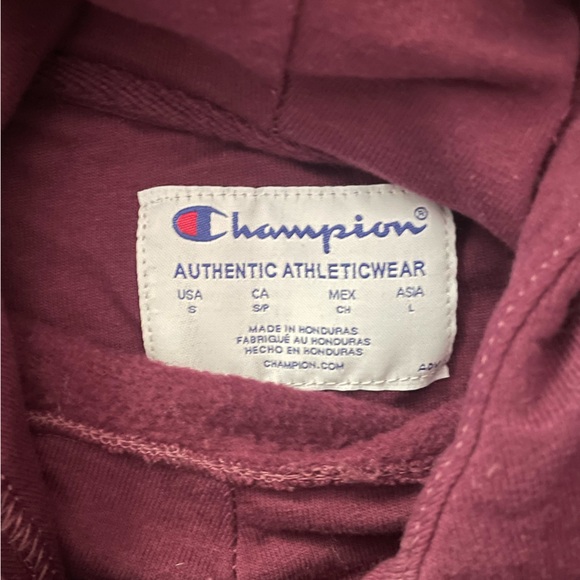 Champion®
AUTHENTIC ATHLETICWEAR
USA CA MEX ASIA
S S/P CH L
MADE IN HONDURAS
FABRIQUÉ AU HONDURAS
HECHO EN HONDURAS
CHAMPION.COM